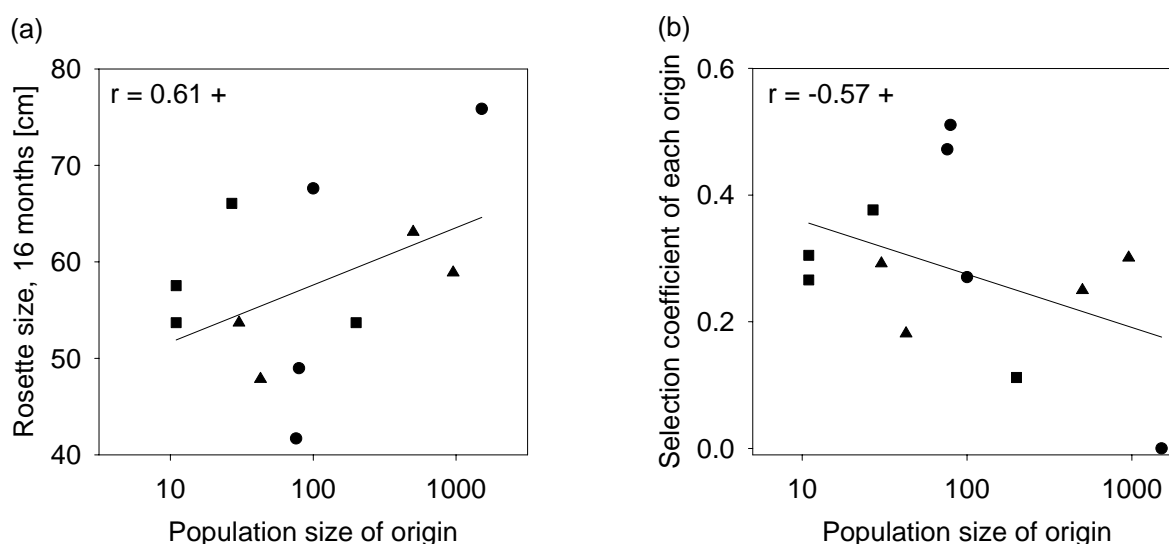 (a)
r = 0.61 +
Rosette size, 16 months [cm]
80
70
60
50
40
10 100 1000
Population size of origin
(b)
r = -0.57 +
Selection coefficient of each origin
0.6
0.4
0.2
0.0
10 100 1000
Population size of origin